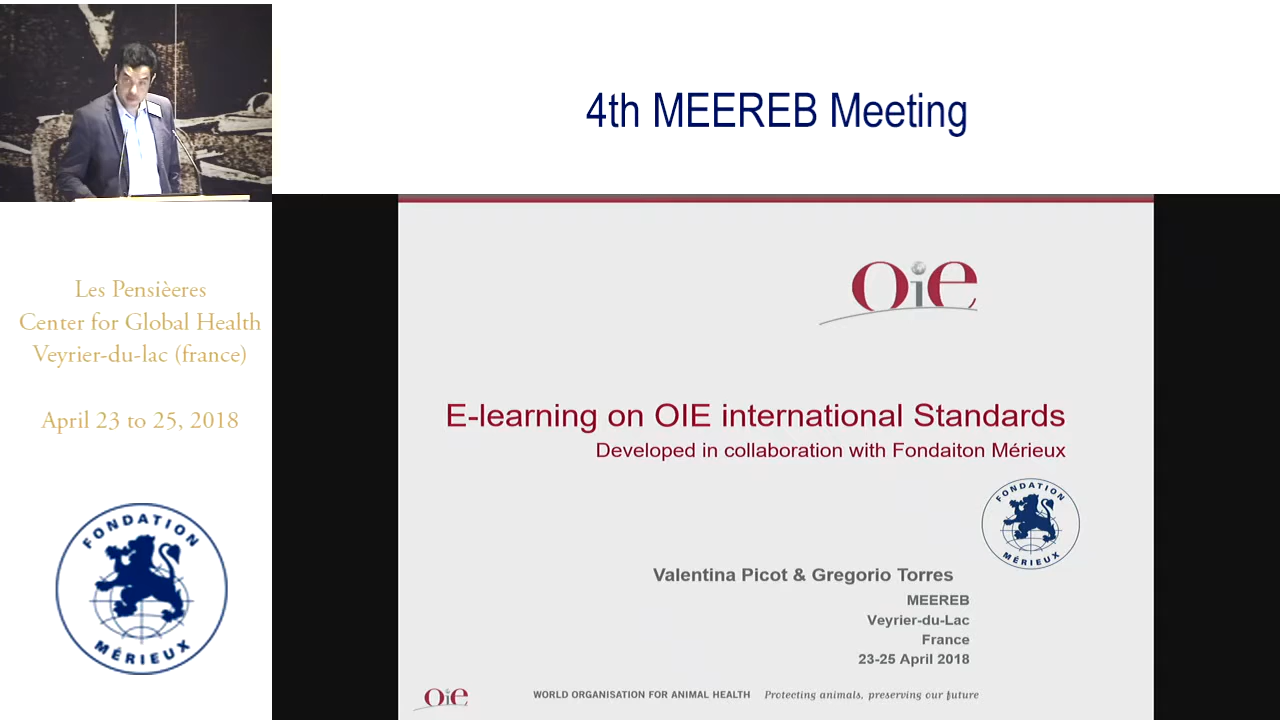 4th MEEREB Meeting
Les Pensièeres
Center for Global Health
Veyrier-du-lac (france)
April 23 to 25, 2018
FONDATION
MÉRIEUX
OiE
E-learning on OIE international Standards
Developed in collaboration with Fondaiton Mérieux
FONDATION
MÉRIEUX
Valentina Picot & Gregorio Torres
MEEREB
Veyrier-du-Lac
France
23-25 April 2018
OiE
WORLD ORGANISATION FOR ANIMAL HEALTH Protecting animals, preserving our future